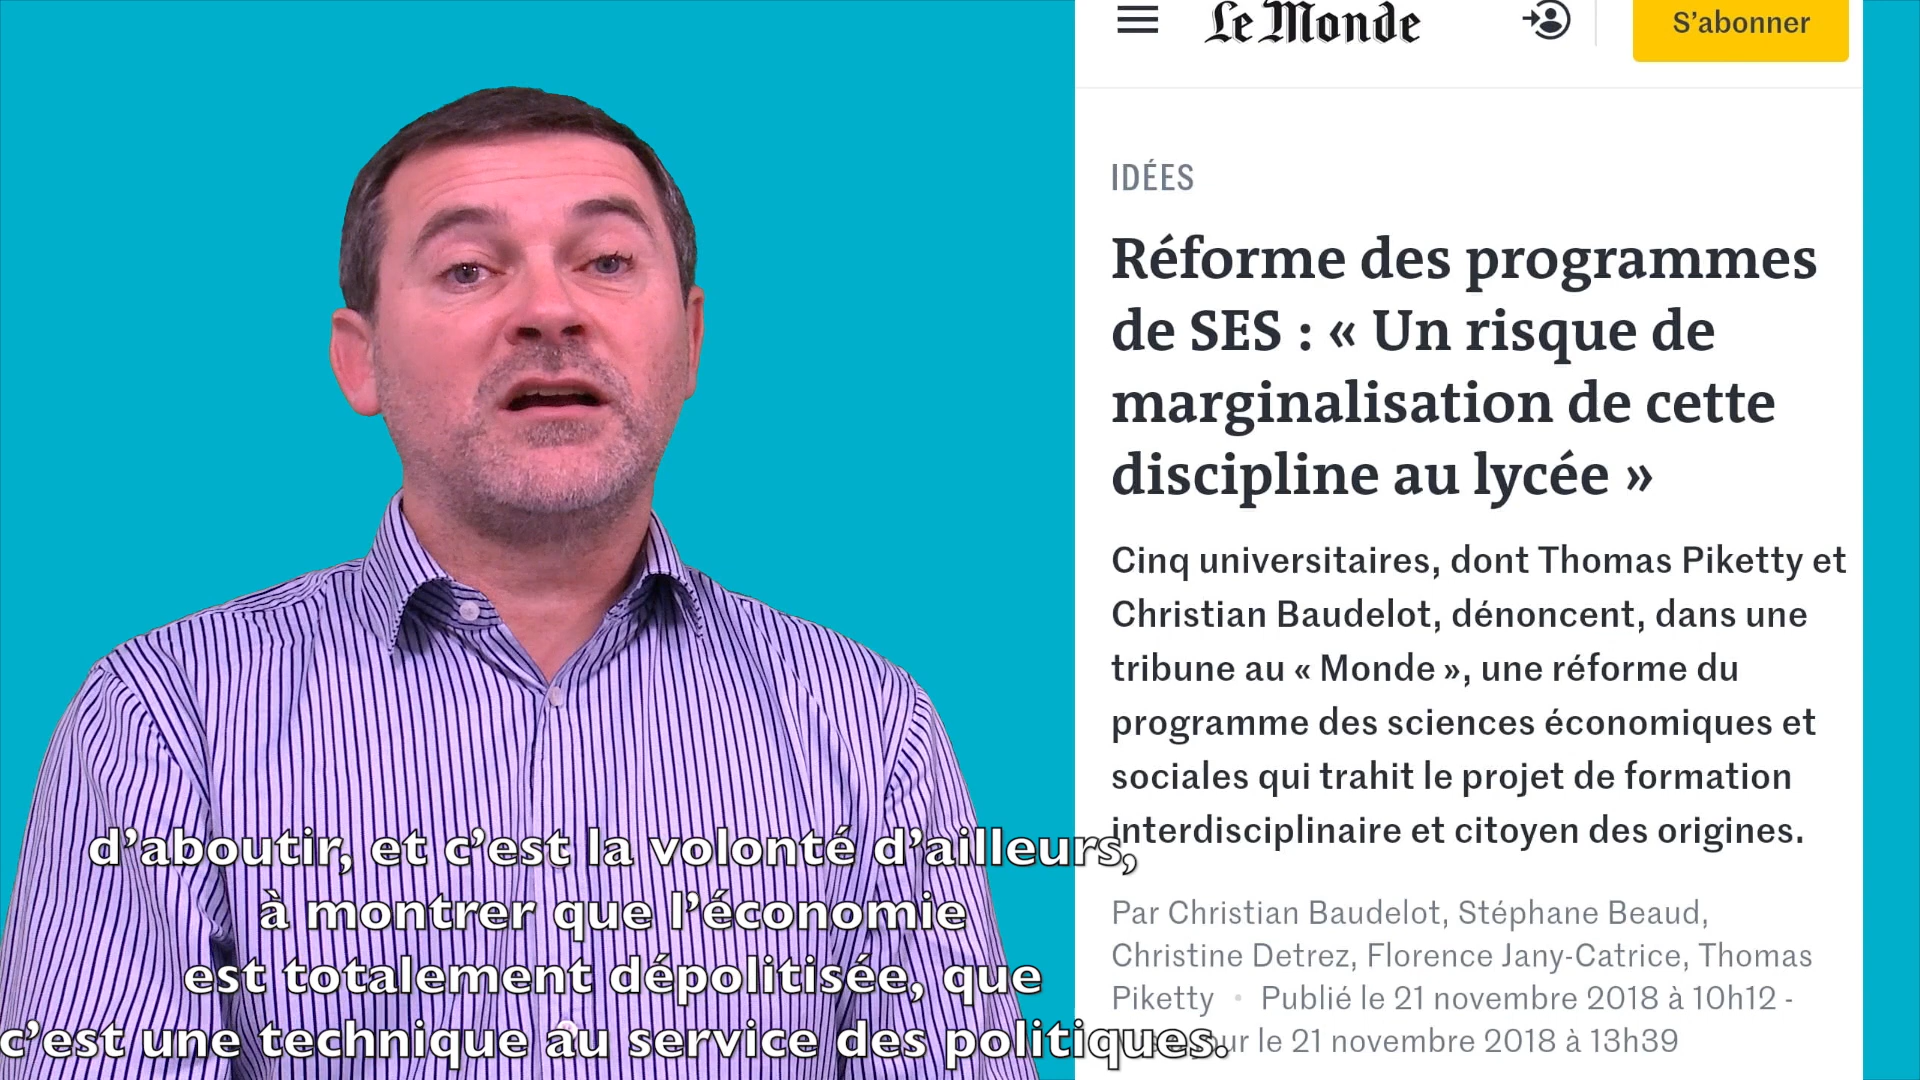 Le Monde
S'abonner
IDÉES
Réforme des programmes
de SES : « Un risque de
marginalisation de cette
discipline au lycée »
Cinq universitaires, dont Thomas Piketty et
Christian Baudelot, dénoncent, dans une
tribune au « Monde », une réforme du
programme des sciences économiques et
sociales qui trahit le projet de formation
interdisciplinaire et citoyen des origines.
Par Christian Baudelot, Stéphane Beaud,
Christine Detrez, Florence Jany-Catrice, Thomas
Piketty • Publié le 21 novembre 2018 à 10h12 -
le 21 novembre 2018 à 13h39
d'aboutir, et c'est la volonté d'ailleurs,
à montrer que l'économie
est totalement dépolitisée, que
c'est une technique au service des politiques.